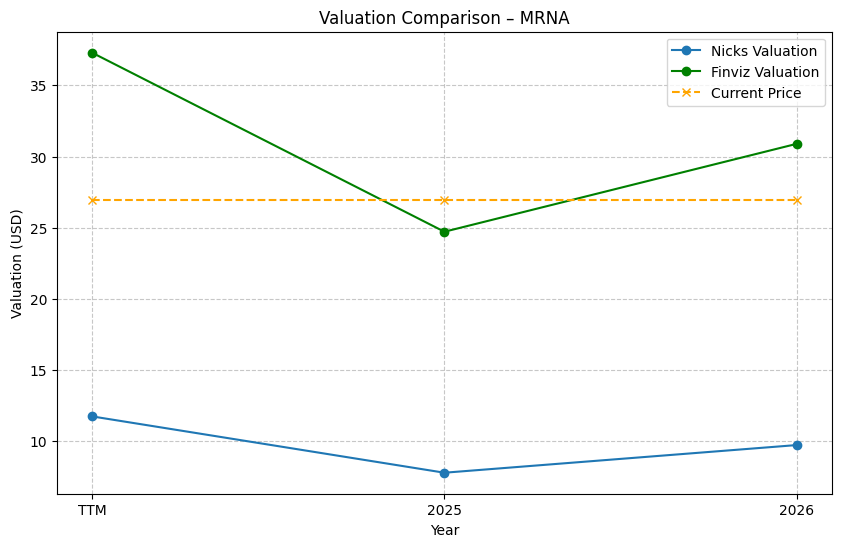 Valuation Comparison – MRNA
Nicks Valuation
Finviz Valuation
Current Price
Valuation (USD)
35
30
25
20
15
10
TTM
2025
2026
Year